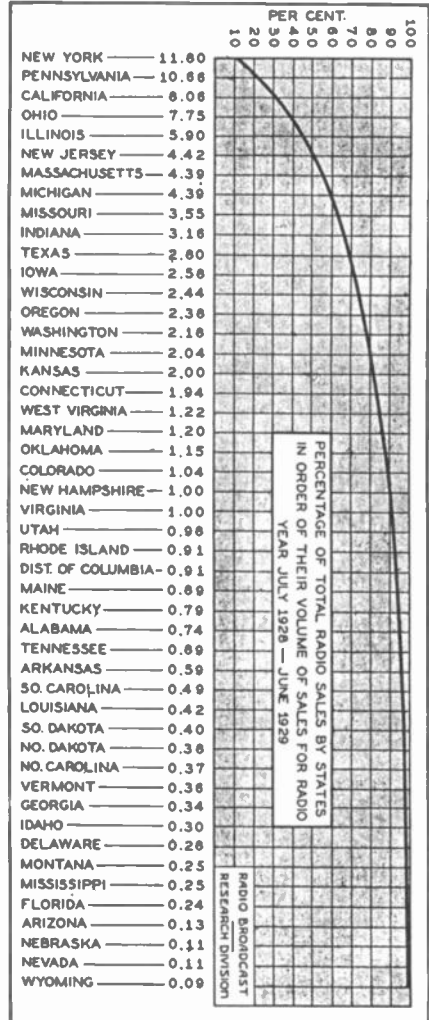 PER CENT.
10 20 30 40 50 60 70 80 90 100
NEW YORK 11.80
PENNSYLVANIA 10.66
CALIFORNIA 8.06
OHIO 7.75
ILLINOIS 5.90
NEW JERSEY 4.42
MASSACHUSETTS 4.39
MICHIGAN 4.39
MISSOURI 3.55
INDIANA 3.16
TEXAS 2.80
IOWA 2.58
WISCONSIN 2.44
OREGON 2.38
WASHINGTON 2.18
MINNESOTA 2.04
KANSAS 2.00
CONNECTICUT 1.94
WEST VIRGINIA 1.22
MARYLAND 1.20
OKLAHOMA 1.15
COLORADO 1.04
NEW HAMPSHIRE 1.00
VIRGINIA 1.00
UTAH 0.98
RHODE ISLAND 0.91
DIST. OF COLUMBIA 0.91
MAINE 0.89
KENTUCKY 0.79
ALABAMA 0.74
TENNESSEE 0.69
ARKANSAS 0.59
SO. CAROLINA 0.49
LOUISIANA 0.42
SO. DAKOTA 0.40
NO. DAKOTA 0.38
NO. CAROLINA 0.37
VERMONT 0.36
GEORGIA 0.34
IDAHO 0.30
DELAWARE 0.28
MONTANA 0.25
MISSISSIPPI 0.25
FLORIDA 0.24
ARIZONA 0.13
NEBRASKA 0.11
NEVADA 0.11
WYOMING 0.09
PERCENTAGE OF TOTAL RADIO SALES BY STATES
IN ORDER OF THEIR VOLUME OF SALES FOR RADIO
YEAR JULY 1928 — JUNE 1929
RADIO BROADCAST
RESEARCH DIVISION